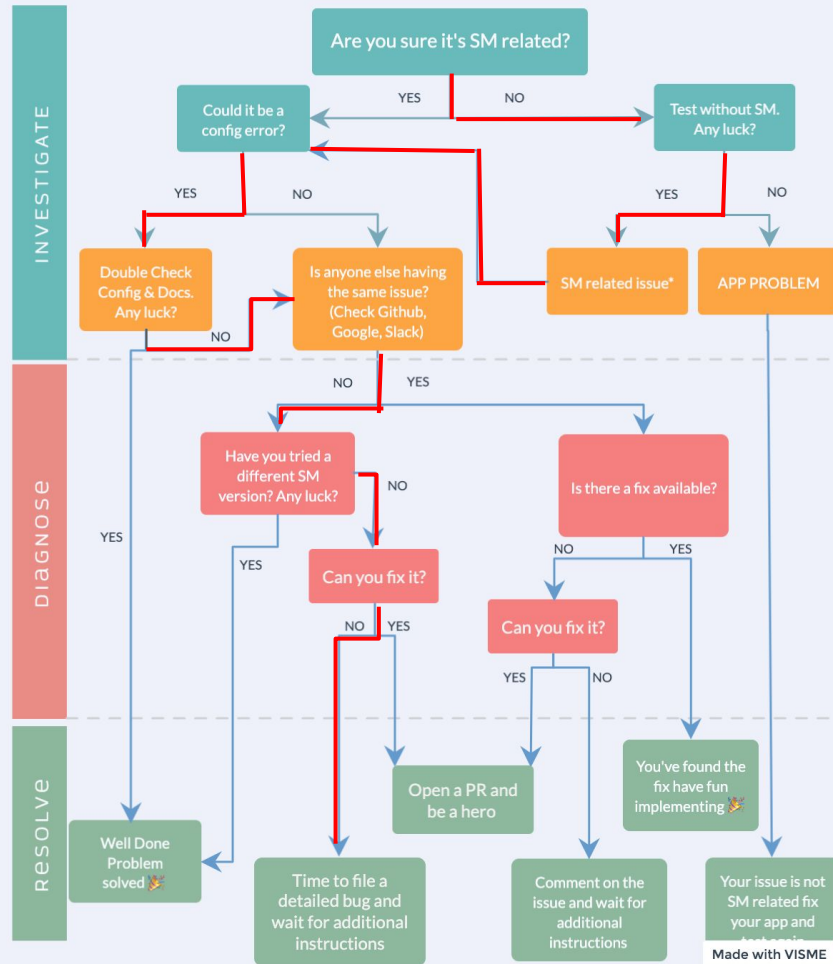 Are you sure it's SM related?
YES
NO
Could it be a
config error?
Test without SM.
Any luck?
INVESTIGATE
YES
NO
YES
NO
Double Check
Config & Docs.
Any luck?
Is anyone else having
the same issue?
(Check Github,
Google, Slack)
SM related issue*
APP PROBLEM
NO
NO
YES
DIAGNOSE
Have you tried a
different SM
version? Any luck?
Is there a fix available?
NO
YES
YES
NO
YES
Can you fix it?
Can you fix it?
NO
YES
YES
NO
RESOLVE
You've found the
fix have fun
implementing 🎉
Open a PR and
be a hero
Well Done
Problem
solved 🎉
Time to file a
detailed bug and
wait for additional
instructions
Comment on the
issue and wait for
additional
instructions
Your issue is not
SM related fix
your app and
Made with VISME